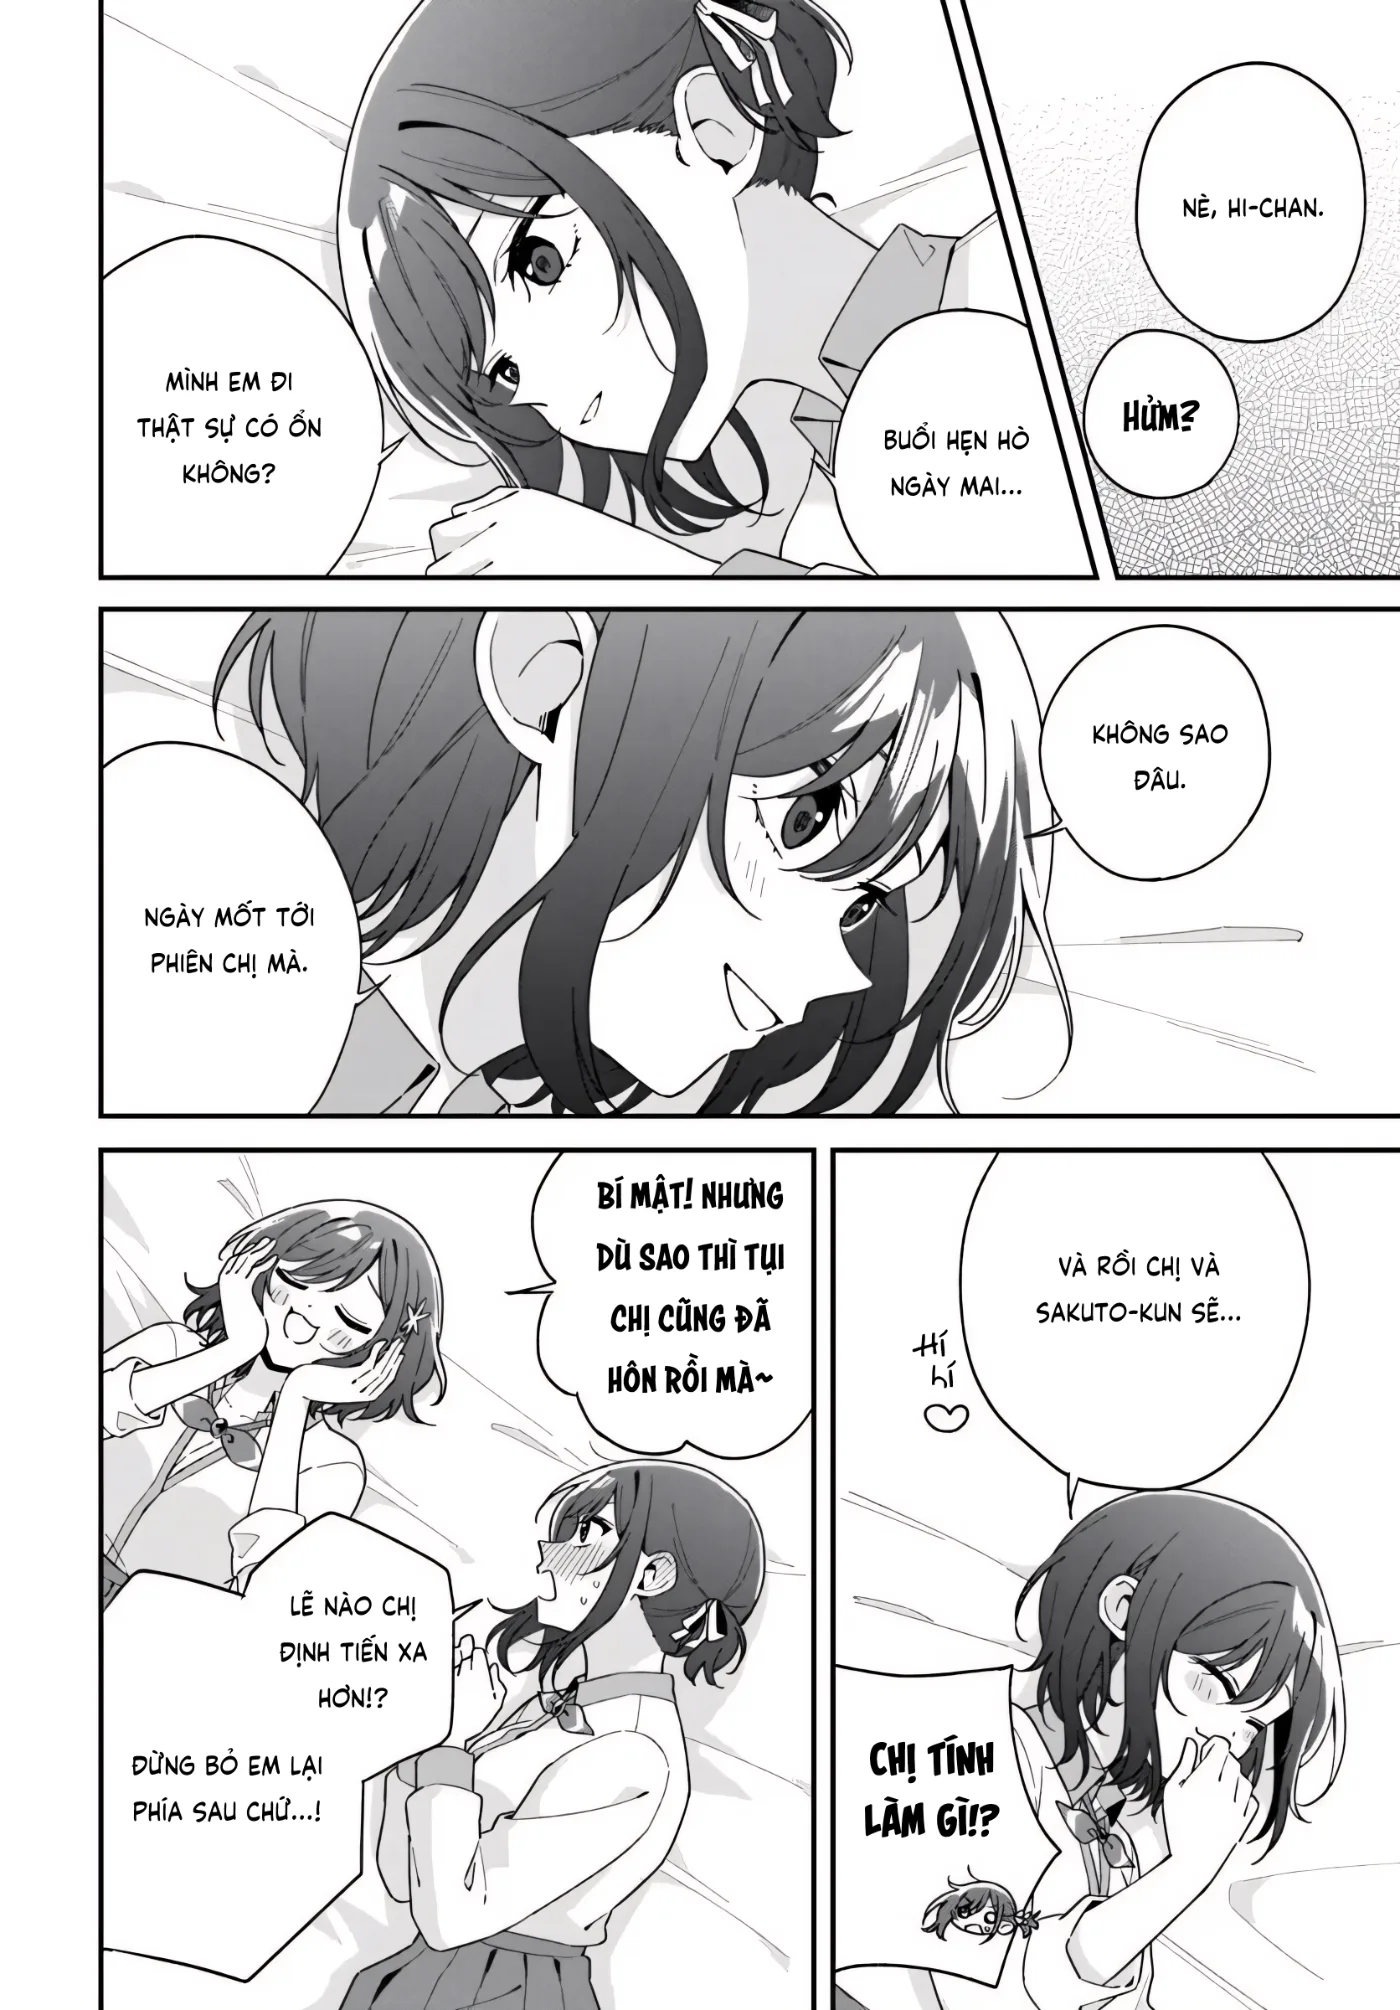 NÈ, HI-CHAN.
HỬM?
BUỔI HẸN HÒ
NGÀY MAI...
MÌNH EM ĐI
THẬT SỰ CÓ ỔN
KHÔNG?
KHÔNG SAO
ĐÂU.
NGÀY MỐT TỚI
PHIÊN CHỊ MÀ.
VÀ RỒI CHỊ VÀ
SAKUTO-KUN SẼ...
HÍ
HÍ
CHỊ TÍNH
LÀM GÌ!?
BÍ MẬT! NHƯNG
DÙ SAO THÌ TỤI
CHỊ CŨNG ĐÃ
HÔN RỒI MÀ~
LẼ NÀO CHỊ
ĐỊNH TIẾN XA
HƠN!?
ĐỪNG BỎ EM LẠI
PHÍA SAU CHỨ...!